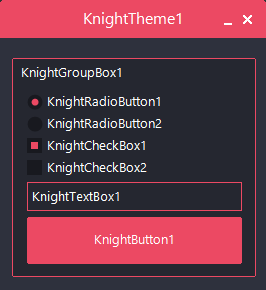 KnightTheme1
KnightGroupBox1
KnightRadioButton1
KnightRadioButton2
KnightCheckBox1
KnightCheckBox2
KnightTextBox1
KnightButton1